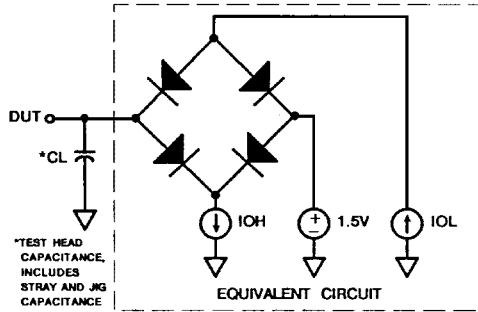 DUT
*CL
IOH
+
−
1.5V
IOL
*TEST HEAD
CAPACITANCE,
INCLUDES
STRAY AND JIG
CAPACITANCE
EQUIVALENT CIRCUIT